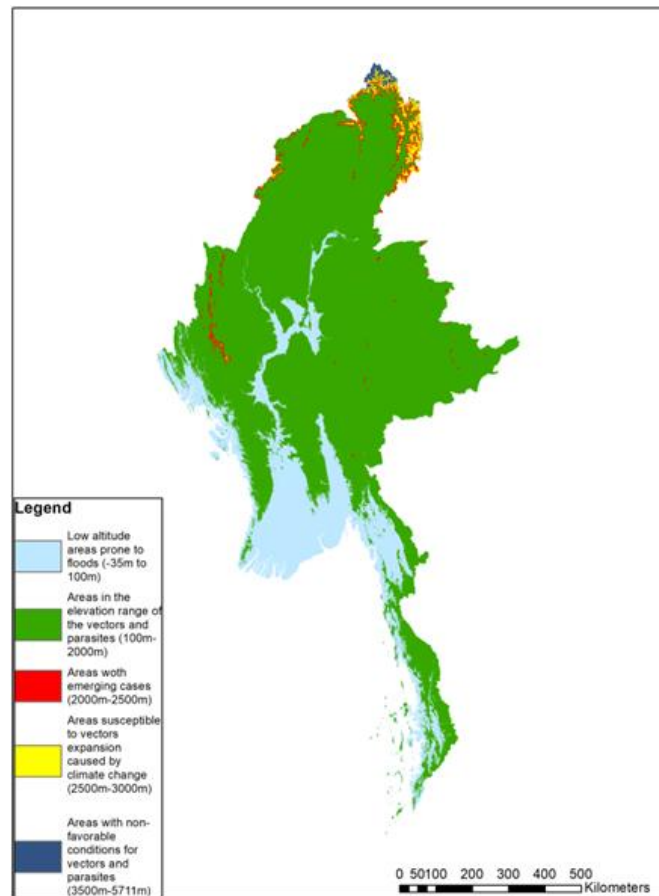 Legend
Low altitude
areas prone to
floods (-35m to
100m)
Areas in the
elevation range of
the vectors and
parasites (100m-
2000m)
Areas woth
emerging cases
(2000m-2500m)
Areas susceptible
to vectors
expansion
caused by
climate change
(2500m-3000m)
Areas with non-
favorable
conditions for
vectors and
parasites
(3500m-5711m)
0 50100 200 300 400 500
Kilometers